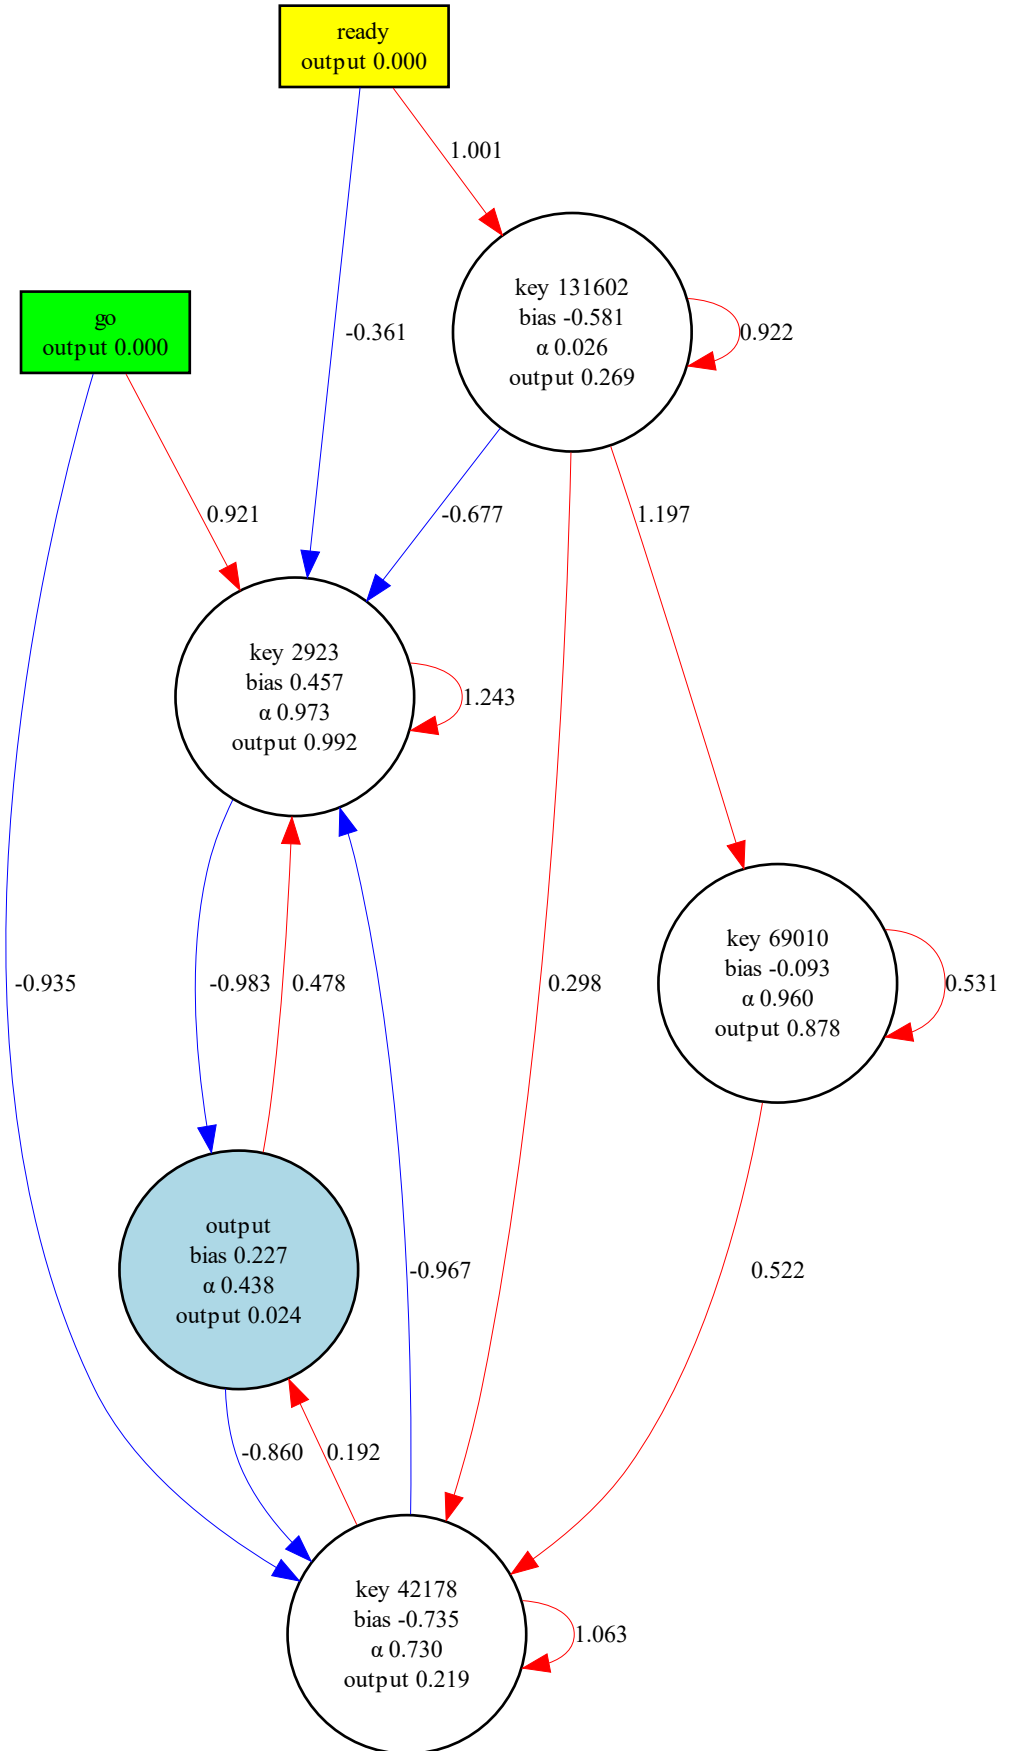 ready
output 0.000
1.001
key 131602
bias -0.581
α 0.026
output 0.269
0.922
go
output 0.000
-0.361
0.921
-0.677
1.197
key 2923
bias 0.457
α 0.973
output 0.992
1.243
key 69010
bias -0.093
α 0.960
output 0.878
0.531
-0.935
-0.983
0.478
0.298
output
bias 0.227
α 0.438
output 0.024
-0.967
0.522
-0.860
0.192
key 42178
bias -0.735
α 0.730
output 0.219
1.063